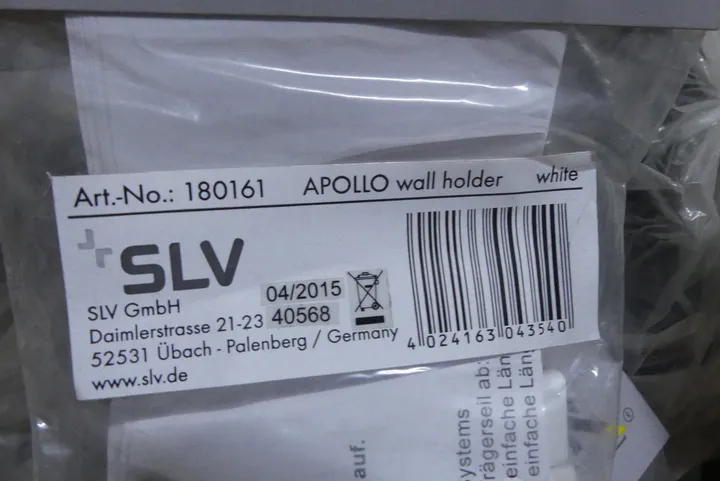 Art.-No.: 180161 APOLLO wall holder white
SLV
04/2015
SLV GmbH
40568
Daimlerstrasse 21-23
52531 Übach - Palenberg / Germany
www.slv.de
4 024163 043540
auf.
ystems
rägerseil ab:
einfache Län
einfache Län
®